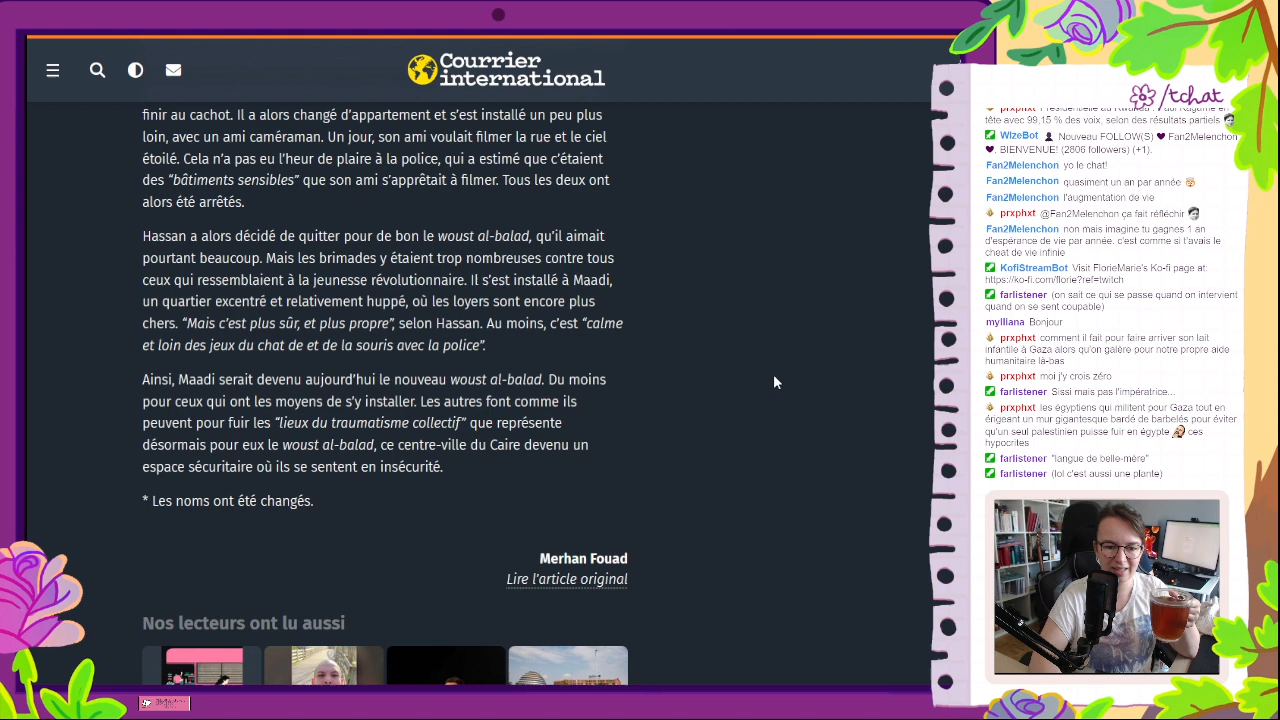 Courrier
international
finir au cachot. Il a alors changé d'appartement et s'est installé un peu plus
loin, avec un ami caméraman. Un jour, son ami voulait filmer la rue et le ciel
étoilé. Cela n'a pas eu l'heur de plaire à la police, qui a estimé que c'étaient
des “bâtiments sensibles” que son ami s'apprêtait à filmer. Tous les deux ont
alors été arrêtés.
Hassan a alors décidé de quitter pour de bon le woust al-balad, qu'il aimait
pourtant beaucoup. Mais les brimades y étaient trop nombreuses contre tous
ceux qui ressemblaient à la jeunesse révolutionnaire. Il s'est installé à Maadi,
un quartier excentré et relativement huppé, où les loyers sont encore plus
chers. “Mais c'est plus sûr, et plus propre”, selon Hassan. Au moins, c'est “calme
et loin des jeux du chat de et de la souris avec la police”.
Ainsi, Maadi serait devenu aujourd'hui le nouveau woust al-balad. Du moins
pour ceux qui ont les moyens de s'y installer. Les autres font comme ils
peuvent pour fuir les “lieux du traumatisme collectif” que représente
désormais pour eux le woust al-balad, ce centre-ville du Caire devenu un
espace sécuritaire où ils se sentent en insécurité.
* Les noms ont été changés.
Merhan Fouad
Lire l'article original
Nos lecteurs ont lu aussi
/tchat
prxphxt Présidentielle au Rwanda : Paul Kagame en
tête avec 99,15 % des voix, selon des résultats partiels
WizeBot Nouveau FOLLOW(S) Fan2Melenchon
, BIENVENUE! (2806 followers) (+1).
Fan2Melenchon yo le chat!
Fan2Melenchon quasiment un an par année
Fan2Melenchon l'augmentation de vie
prxphxt @Fan2Melenchon ça fait réfléchir
Fan2Melenchon non mais imagine tu gagnes 1 an
d'espérance de vie par année. c'est comme si t'avais le
cheat de vie infinie
KofiStreamBot Visit FlorieMarie's Ko-fi page at:
https://ko-fi.com/florie?ref=twitch
farlistener (on sait ce qui se passe quand on intervient
quand on se sent coupable)
mylliana Bonjour
prxphxt comment il fait pour faire arriver son lait
infantile à Gaza alors qu'on galère pour notre propre aide
humanitaire là-bas
prxphxt moi j'y crois zéro
farlistener Sissi mais pas l'impératrice...
prxphxt les égyptiens qui militent pour Gaza tout en
érigeant un mur gigantesque bardé de barbelés pour éviter
qu'un seul palestinien puisse fuir en égypte ces
hypocrites
farlistener "langue de belle-mère"
farlistener (lol c'est aussi une plante)